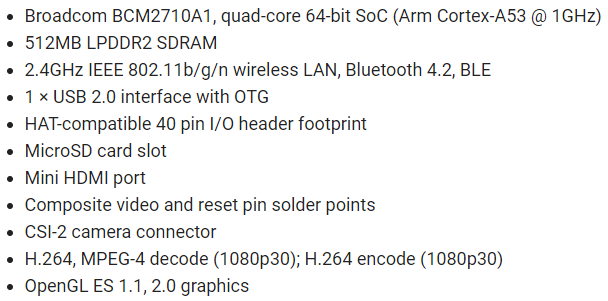 • Broadcom BCM2710A1, quad-core 64-bit SoC (Arm Cortex-A53 @ 1GHz)
• 512MB LPDDR2 SDRAM
• 2.4GHz IEEE 802.11b/g/n wireless LAN, Bluetooth 4.2, BLE
• 1 × USB 2.0 interface with OTG
• HAT-compatible 40 pin I/O header footprint
• MicroSD card slot
• Mini HDMI port
• Composite video and reset pin solder points
• CSI-2 camera connector
• H.264, MPEG-4 decode (1080p30); H.264 encode (1080p30)
• OpenGL ES 1.1, 2.0 graphics